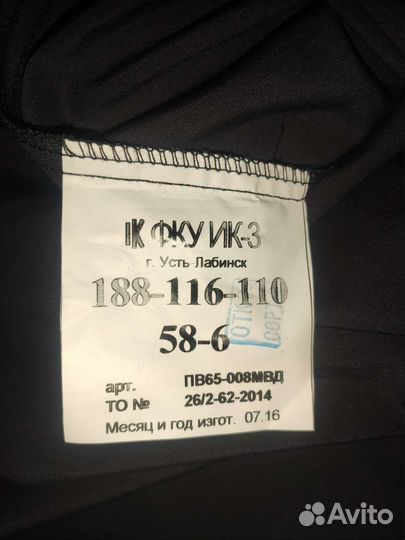 ФКУ ИК-3
г. Усть-Лабинск
188-116-110
58-6
арт. ПВ65-008МВД
ТО № 26/2-62-2014
Месяц и год изгот. 07.16
Avito